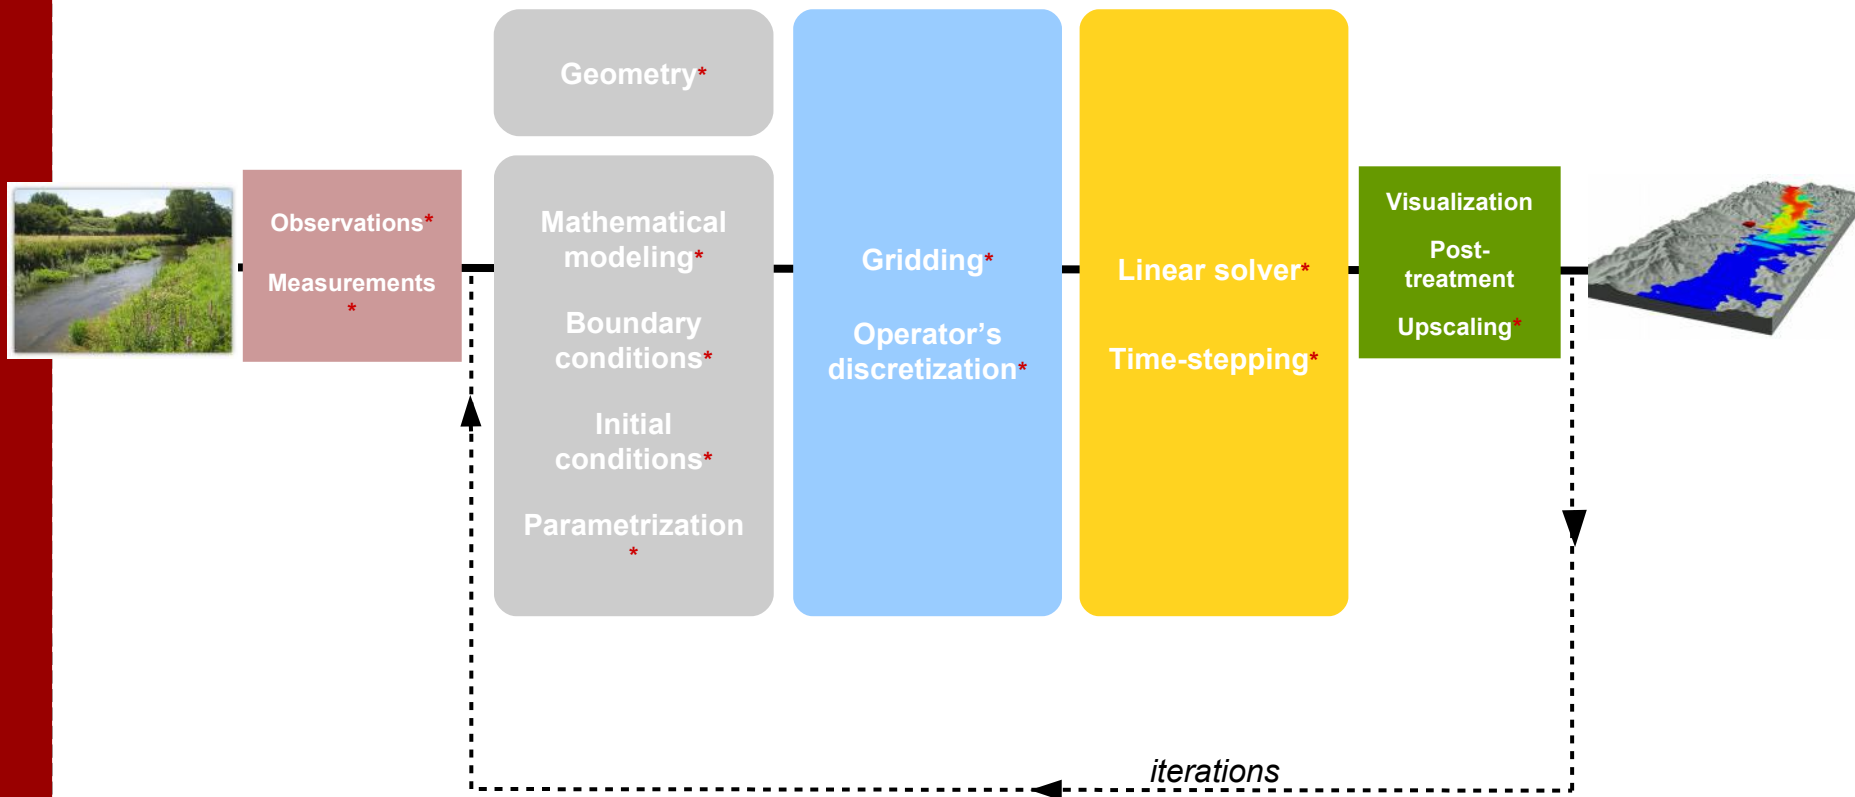 Geometry*
Observations*
Measurements
*
Mathematical
modeling*
Boundary
conditions*
Initial
conditions*
Parametrization
*
Gridding*
Operator’s
discretization*
Linear solver*
Time-stepping*
Visualization
Post-
treatment
Upscaling*
iterations